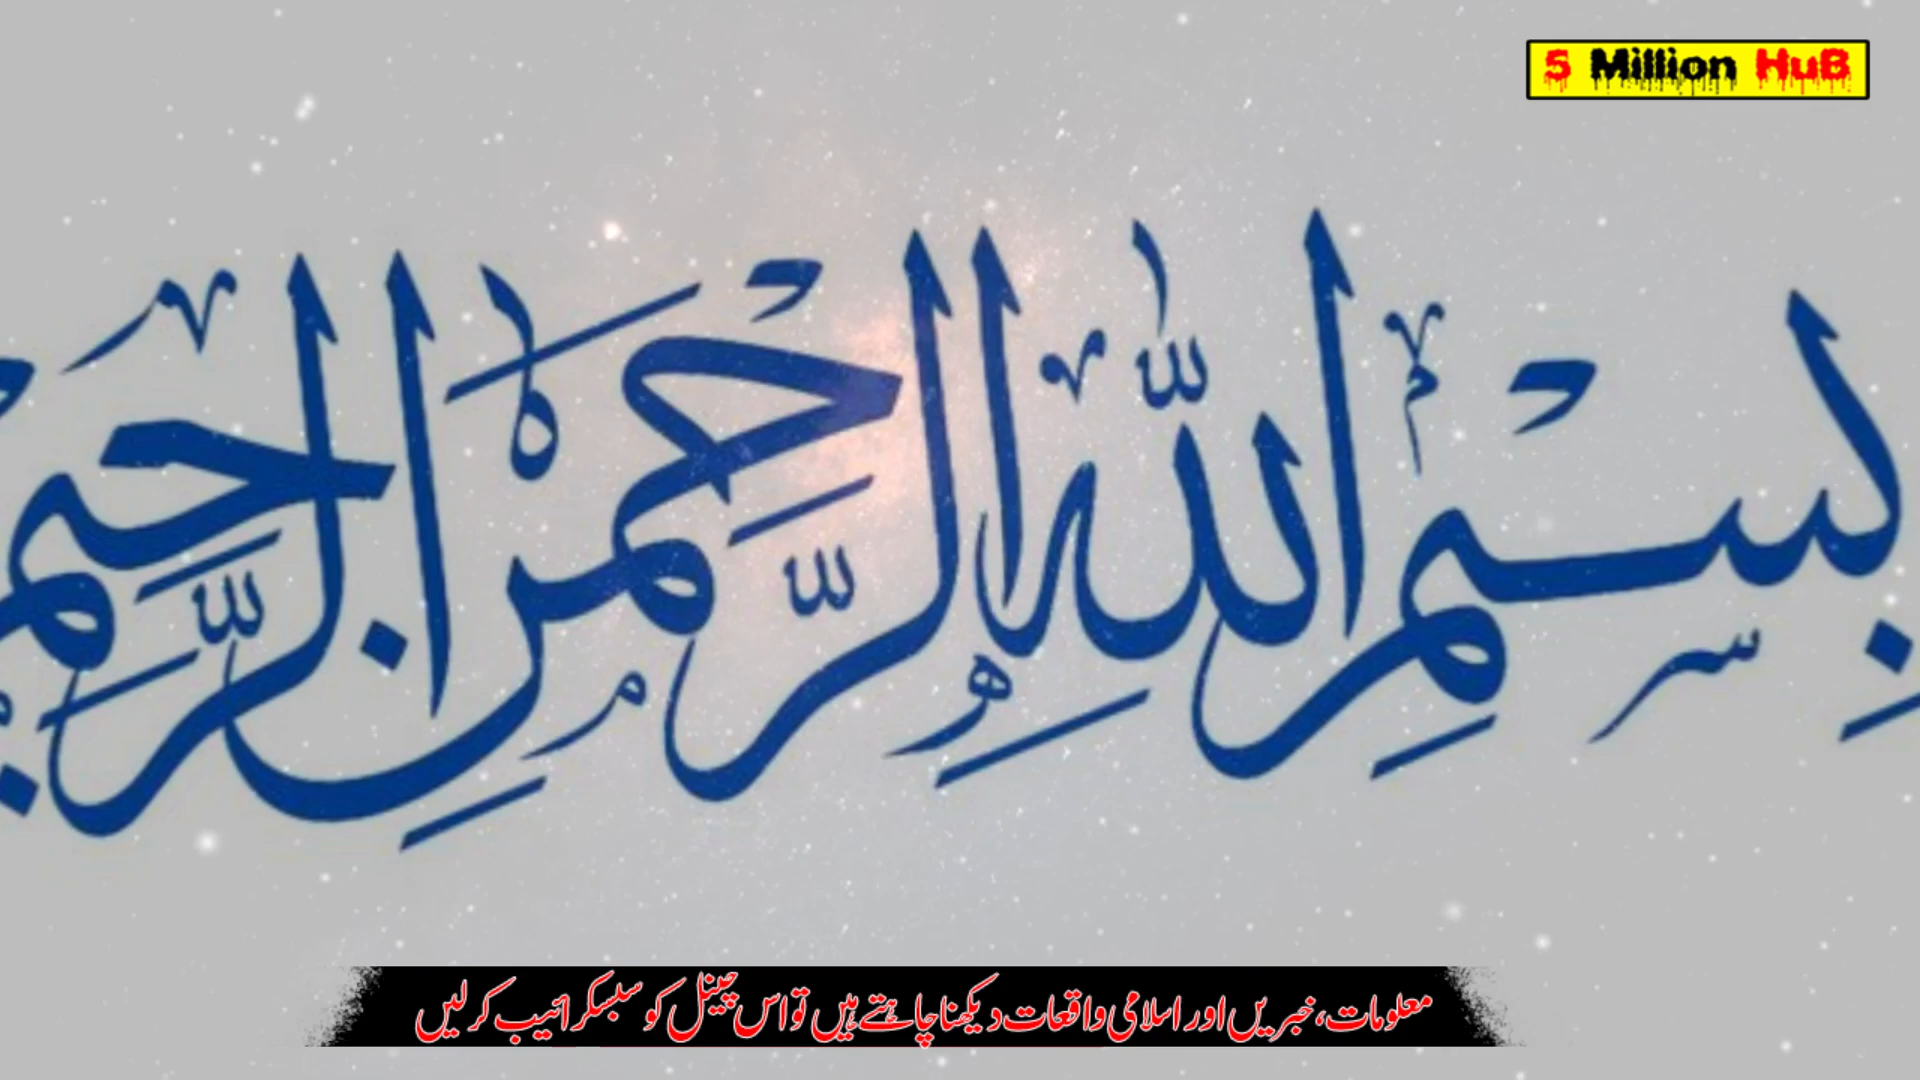 5 Million HuB
بِسْمِ اللّٰهِ الرَّحْمٰنِ الرَّحِيمِ
معلومات، خبریں اور اسلامی واقعات دیکھنا چاہتے ہیں تو اس چینل کو سبسکرائیب کر لیں